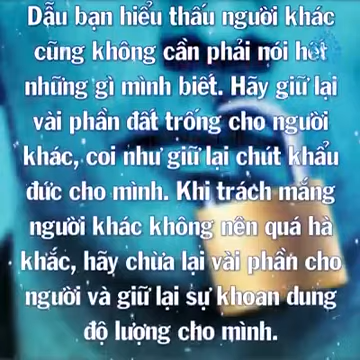 Dẫu bạn hiểu thấu người khác
cũng không cần phải nói hết
những gì mình biết. Hãy giữ lại
vài phần đất trống cho người
khác, coi như giữ lại chút khẩu
đức cho mình. Khi trách mắng
người khác không nên quá hà
khắc, hãy chừa lại vài phần cho
người và giữ lại sự khoan dung
độ lượng cho mình.